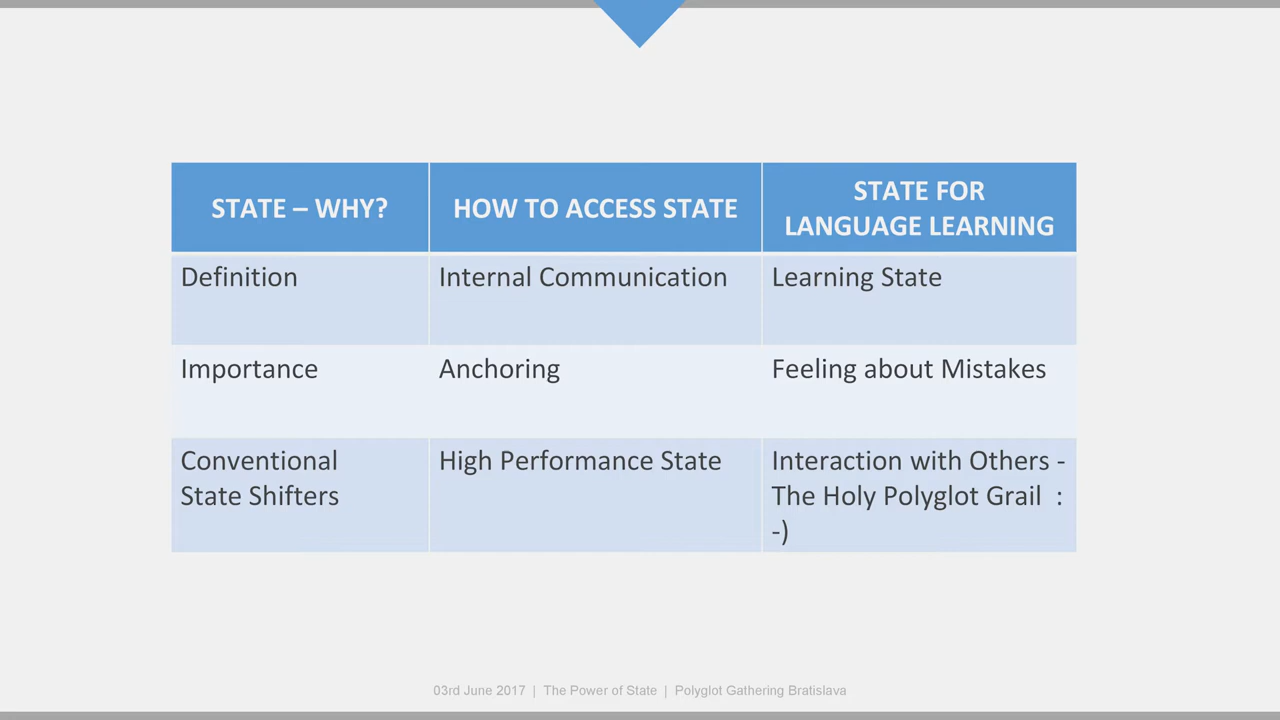 STATE – WHY?
HOW TO ACCESS STATE
STATE FOR
LANGUAGE LEARNING
Definition
Internal Communication
Learning State
Importance
Anchoring
Feeling about Mistakes
Conventional
State Shifters
High Performance State
Interaction with Others -
The Holy Polyglot Grail  :
-)
03rd June 2017  |  The Power of State  |  Polyglot Gathering Bratislava